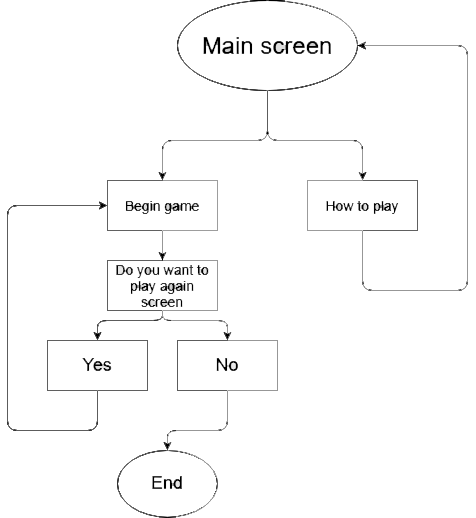 Main screen
Begin game
How to play
Do you want to
play again
screen
Yes
No
End